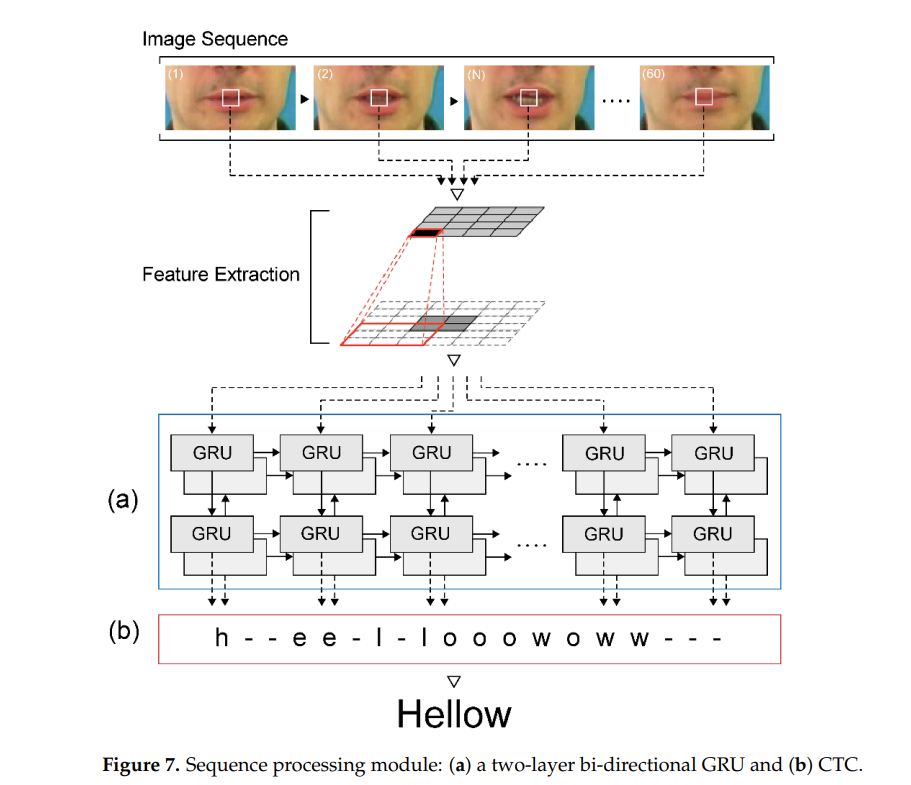 Image Sequence
(1) (2) (N) .... (60)
Feature Extraction
(a)
GRU GRU GRU .... GRU GRU
GRU GRU GRU .... GRU GRU
(b) h - - e e - l - l o o o w o w w - - -
Hellow
Figure 7. Sequence processing module: (a) a two-layer bi-directional GRU and (b) CTC.